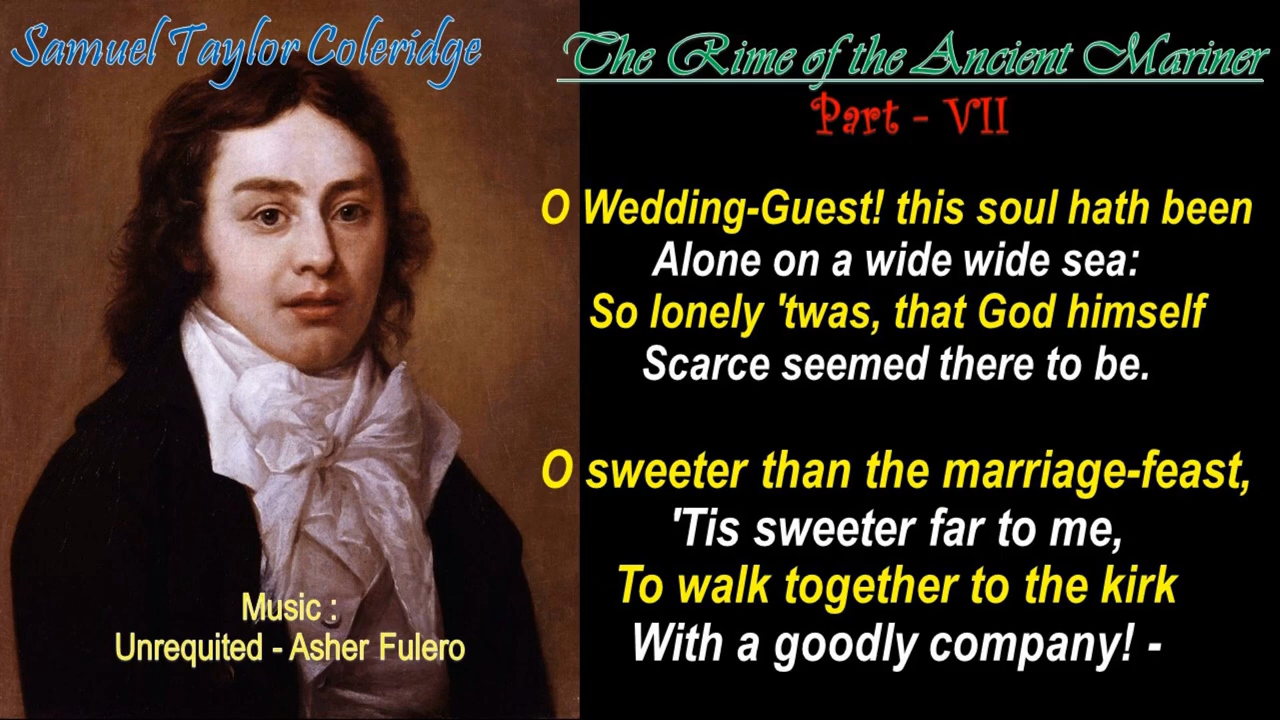 Samuel Taylor Coleridge
The Rime of the Ancient Mariner
Part - VII
O Wedding-Guest! this soul hath been
Alone on a wide wide sea:
So lonely 'twas, that God himself
Scarce seemed there to be.
O sweeter than the marriage-feast,
'Tis sweeter far to me,
To walk together to the kirk
With a goodly company! -
Music :
Unrequited - Asher Fulero